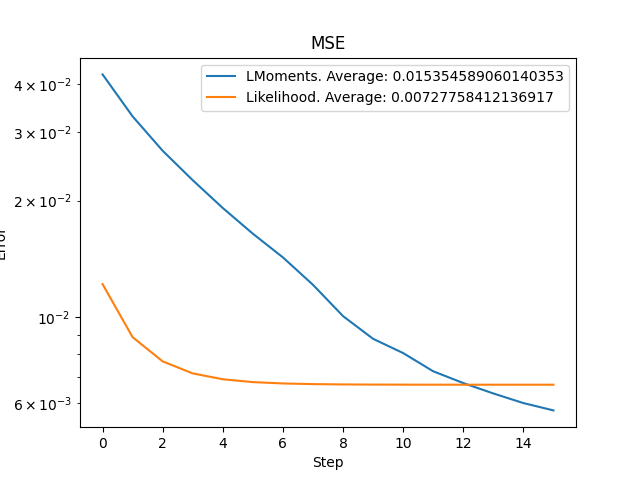 MSE
LMoments. Average: 0.015354589060140353
Likelihood. Average: 0.00727758412136917
4 × 10⁻²
3 × 10⁻²
2 × 10⁻²
10⁻²
6 × 10⁻³
Error
0 2 4 6 8 10 12 14
Step